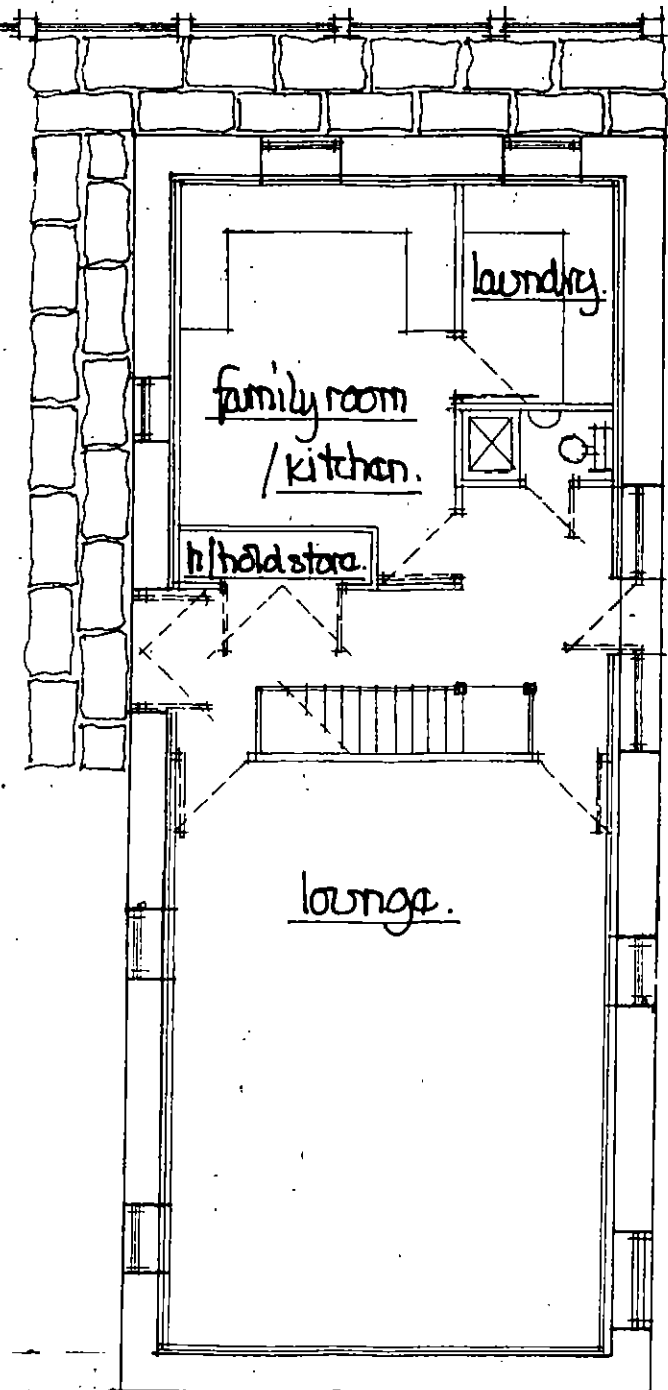 laundry.
family room
/kitchen.
h/hold store.
lounge.